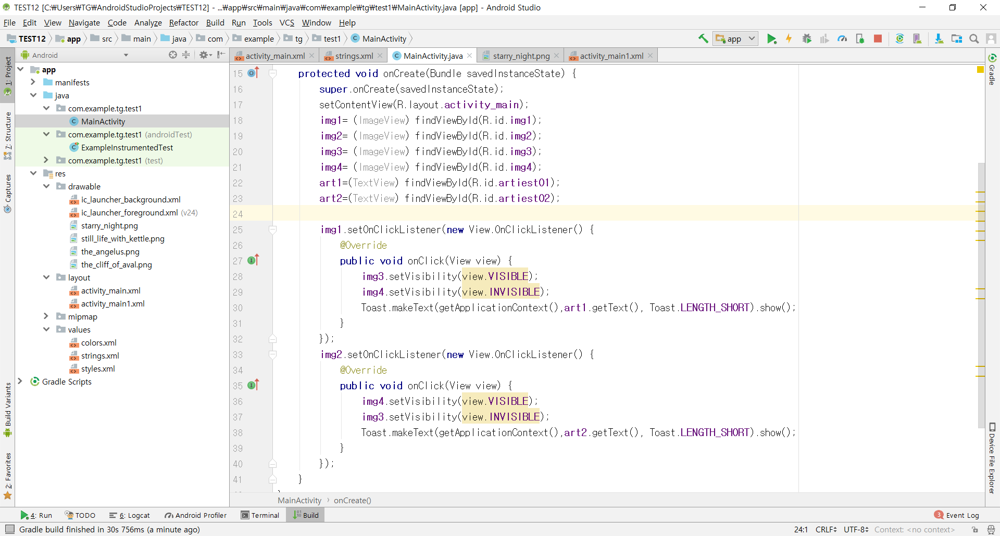 TEST12 [C:₩Users₩TG₩AndroidStudioProjects₩TEST12] - ...₩app₩src₩main₩java₩com₩example₩tg₩test1₩MainActivity.java [app] - Android Studio
File Edit View Navigate Code Analyze Refactor Build Run Tools VCS Window Help
TEST12 app src main java com example tg test1 MainActivity app
Android
activity_main.xml strings.xml MainActivity.java starry_night.png activity_main1.xml
1: Project
7: Structure
Captures
Build Variants
2: Favorites
app
manifests
java
com.example.tg.test1
MainActivity
com.example.tg.test1 (androidTest)
ExampleInstrumentedTest
com.example.tg.test1 (test)
res
drawable
ic_launcher_background.xml
ic_launcher_foreground.xml (v24)
starry_night.png
still_life_with_kettle.png
the_angelus.png
the_cliff_of_aval.png
layout
activity_main.xml
activity_main1.xml
mipmap
values
colors.xml
strings.xml
styles.xml
Gradle Scripts
15 protected void onCreate(Bundle savedInstanceState) {
16 super.onCreate(savedInstanceState);
17 setContentView(R.layout.activity_main);
18 img1= (ImageView) findViewById(R.id.img1);
19 img2= (ImageView) findViewById(R.id.img2);
20 img3= (ImageView) findViewById(R.id.img3);
21 img4= (ImageView) findViewById(R.id.img4);
22 art1=(TextView) findViewById(R.id.artiest01);
23 art2=(TextView) findViewById(R.id.artiest02);
24
25 img1.setOnClickListener(new View.OnClickListener() {
26 @Override
27 public void onClick(View view) {
28 img3.setVisibility(view.VISIBLE);
29 img4.setVisibility(view.INVISIBLE);
30 Toast.makeText(getApplicationContext(),art1.getText(), Toast.LENGTH_SHORT).show();
31 }
32 });
33 img2.setOnClickListener(new View.OnClickListener() {
34 @Override
35 public void onClick(View view) {
36 img4.setVisibility(view.VISIBLE);
37 img3.setVisibility(view.INVISIBLE);
38 Toast.makeText(getApplicationContext(),art2.getText(), Toast.LENGTH_SHORT).show();
39 }
40 });
41 }
MainActivity › onCreate()
Gradle
Device File Explorer
4: Run TODO 6: Logcat Android Profiler Terminal Build 3 Event Log
Gradle build finished in 30s 756ms (a minute ago) 24:1 CRLF UTF-8 Context: <no context>